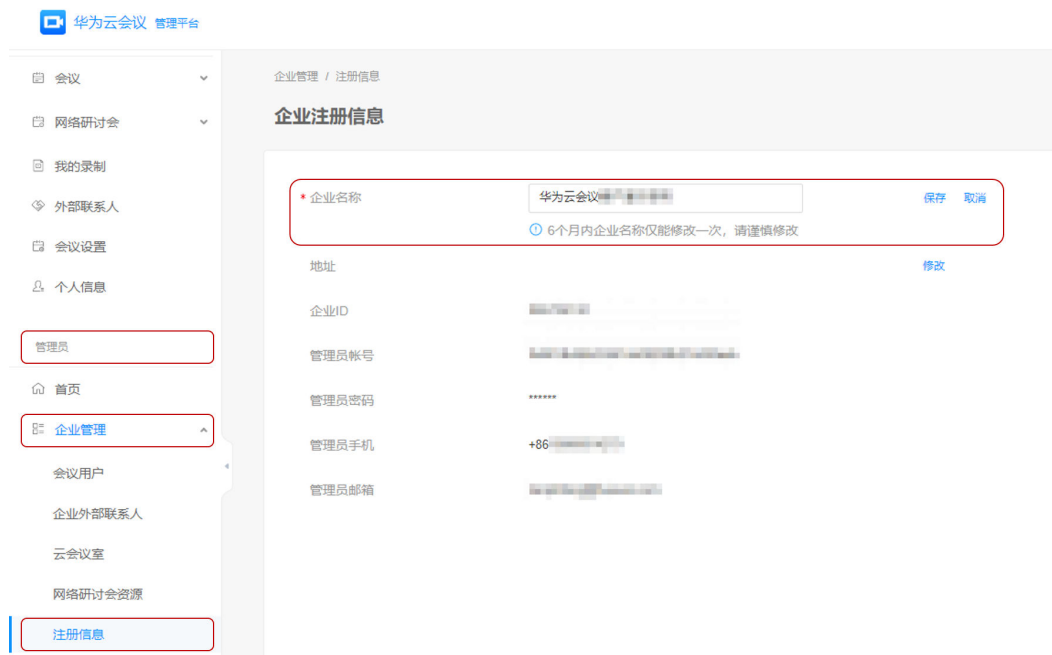 华为云会议 管理平台
会议
网络研讨会
我的录制
外部联系人
会议设置
个人信息
管理员
首页
企业管理
会议用户
企业外部联系人
云会议室
网络研讨会资源
注册信息
企业管理 / 注册信息
企业注册信息
* 企业名称 华为云会议 保存 取消
6个月内企业名称仅能修改一次，请谨慎修改
地址 修改
企业ID
管理员帐号
管理员密码 ******
管理员手机 +86
管理员邮箱